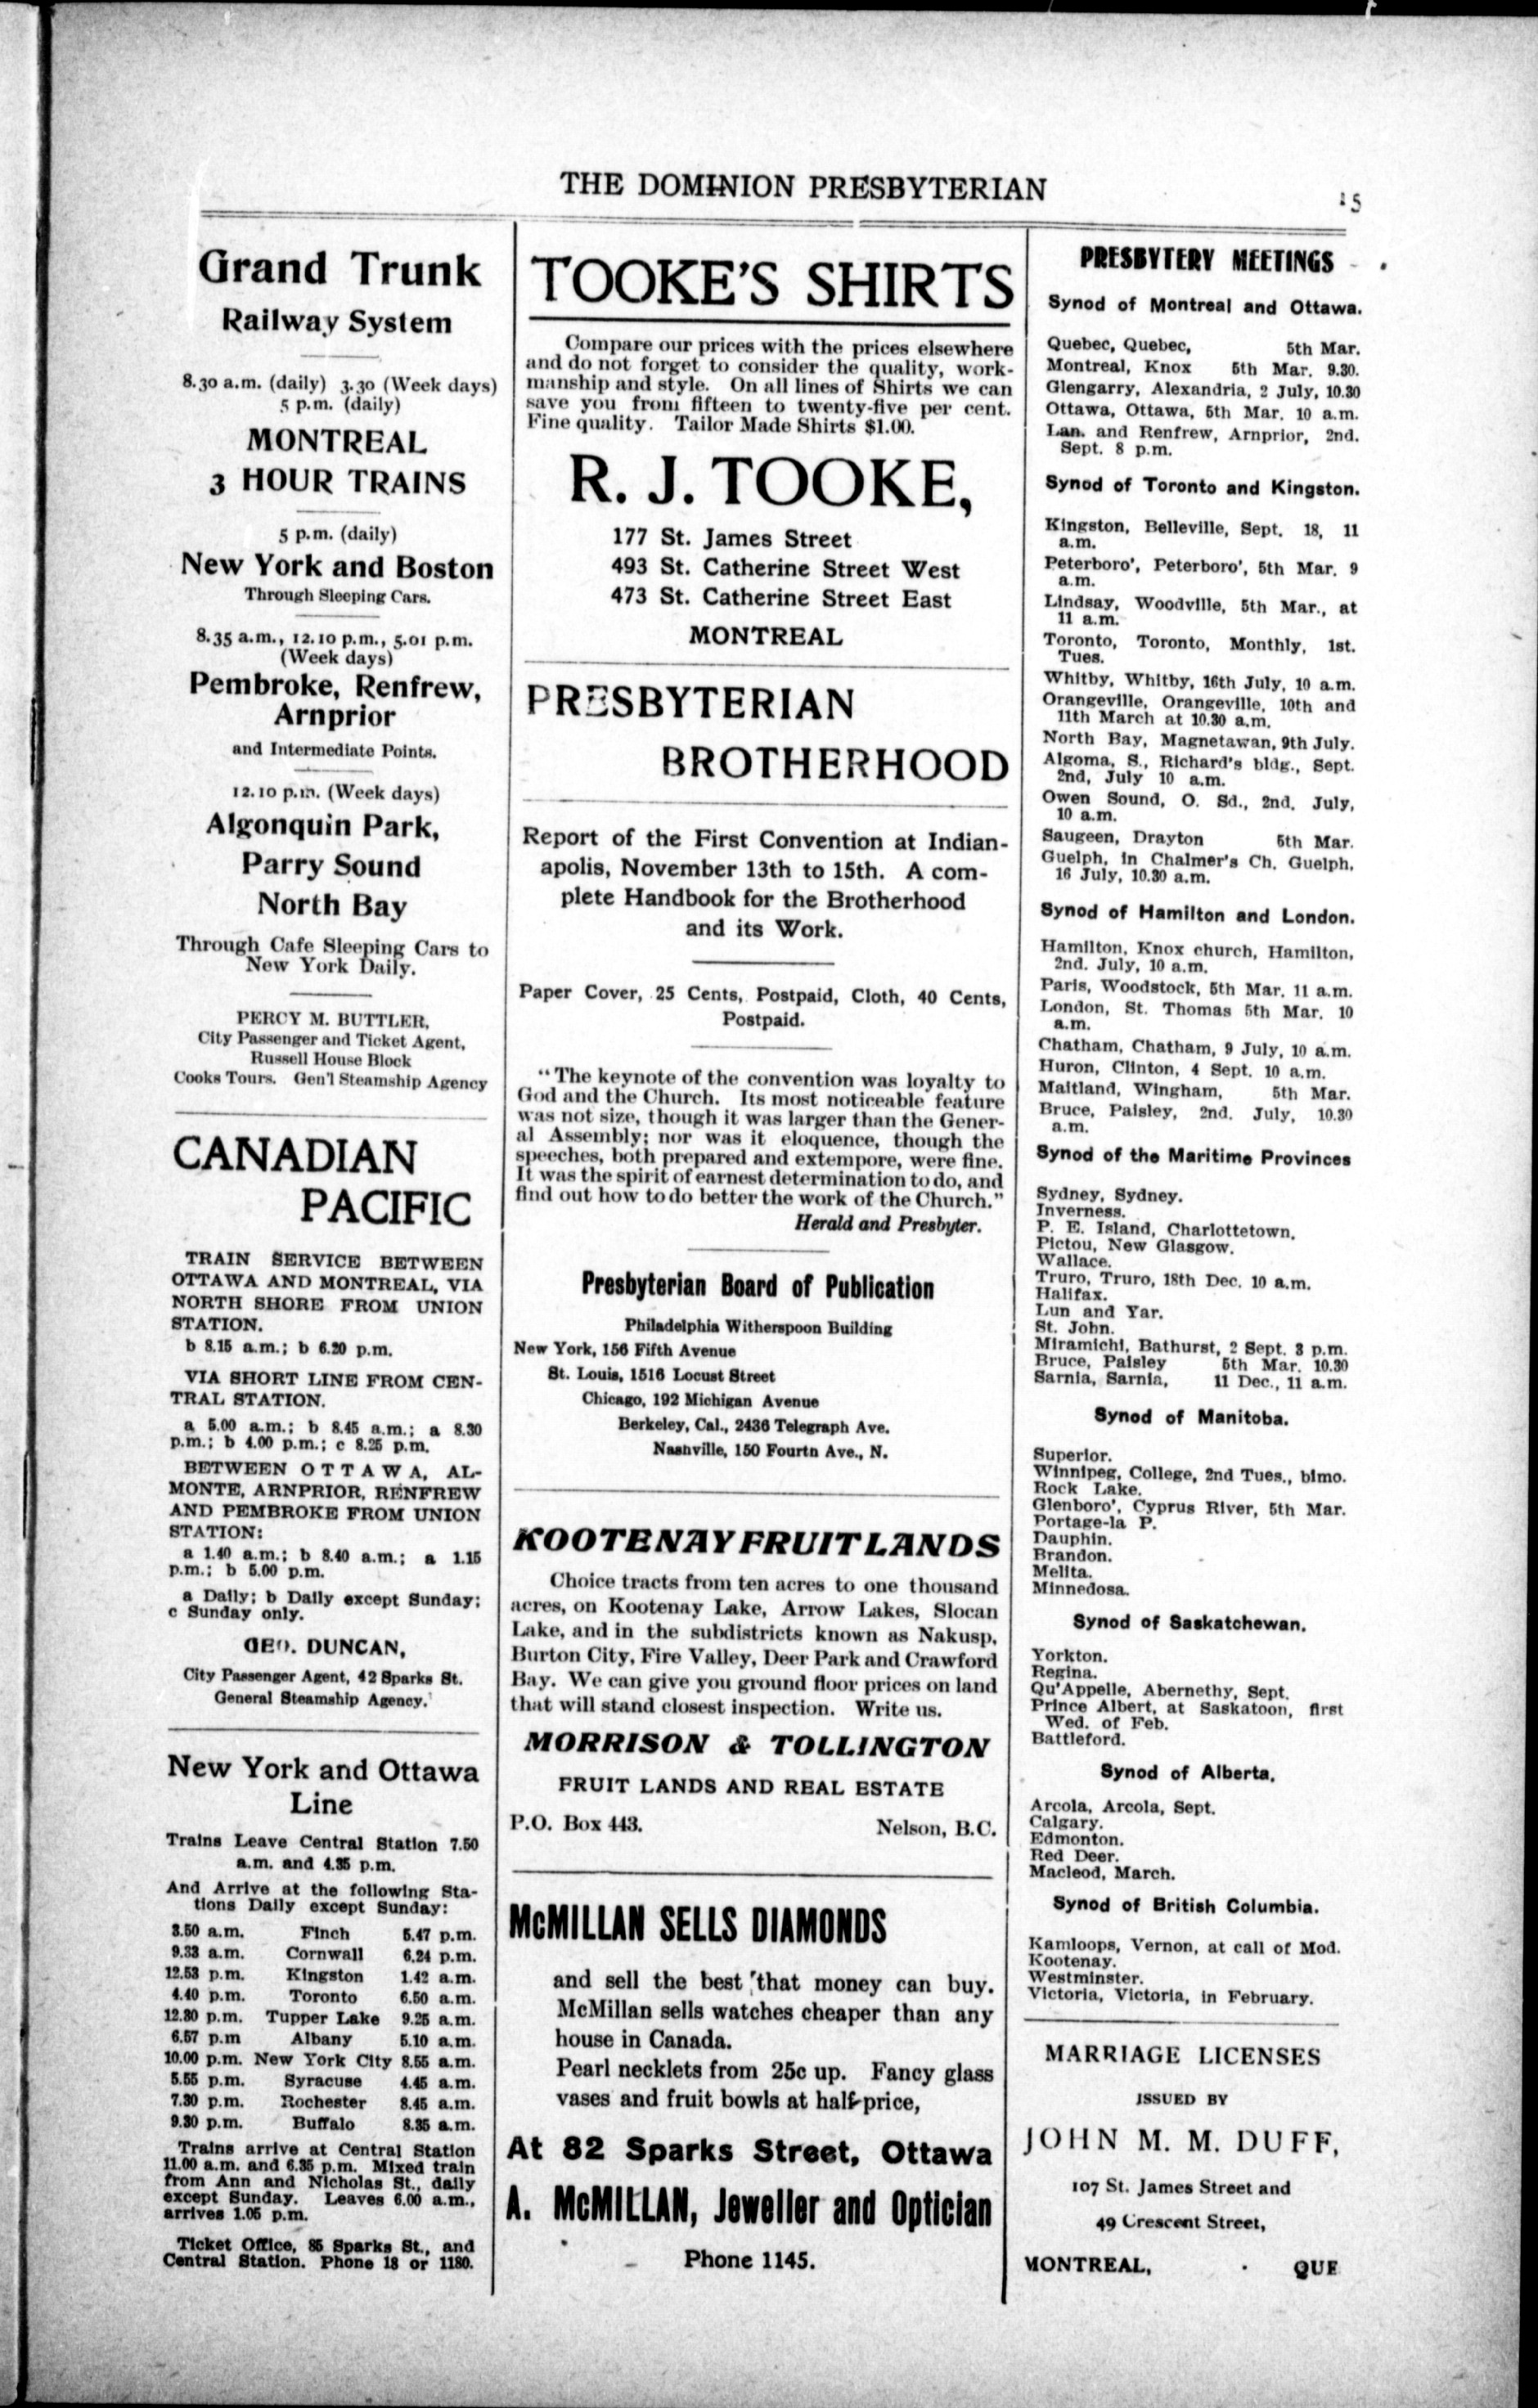 THE DOMINION PRESBYTERIAN
15
Grand Trunk
Railway System
8.30 a.m. (daily) 3.30 (Week days)
5 p.m. (daily)
MONTREAL
3 HOUR TRAINS
5 p.m. (daily)
New York and Boston
Through Sleeping Cars.
8.35 a.m., 12.10 p.m., 5.01 p.m.
(Week days)
Pembroke, Renfrew,
Arnprior
and Intermediate Points.
12.10 p.m. (Week days)
Algonquin Park,
Parry Sound
North Bay
Through Cafe Sleeping Cars to
New York Daily.
PERCY M. BUTTLER,
City Passenger and Ticket Agent,
Russell House Block
Cooks Tours. Gen'l Steamship Agency
CANADIAN
PACIFIC
TRAIN SERVICE BETWEEN
OTTAWA AND MONTREAL, VIA
NORTH SHORE FROM UNION
STATION.
b 8.15 a.m.; b 6.20 p.m.
VIA SHORT LINE FROM CEN-
TRAL STATION.
a 5.00 a.m.; b 8.45 a.m.; a 8.30
p.m.; b 4.00 p.m.; c 8.25 p.m.
BETWEEN OTTAWA, AL-
MONTE, ARNPRIOR, RENFREW
AND PEMBROKE FROM UNION
STATION:
a 1.40 a.m.; b 8.40 a.m.; a 1.15
p.m.; b 5.00 p.m.
a Daily; b Daily except Sunday;
c Sunday only.
GEO. DUNCAN,
City Passenger Agent, 42 Sparks St.
General Steamship Agency.
New York and Ottawa
Line
Trains Leave Central Station 7.50
a.m. and 4.35 p.m.
And Arrive at the following Sta-
tions Daily except Sunday:
3.50 a.m. Finch 5.47 p.m.
9.33 a.m. Cornwall 6.24 p.m.
12.53 p.m. Kingston 1.42 a.m.
4.40 p.m. Toronto 6.50 a.m.
12.30 p.m. Tupper Lake 9.25 a.m.
6.57 p.m Albany 5.10 a.m.
10.00 p.m. New York City 8.55 a.m.
5.55 p.m. Syracuse 4.45 a.m.
7.30 p.m. Rochester 8.45 a.m.
9.30 p.m. Buffalo 8.35 a.m.
Trains arrive at Central Station
11.00 a.m. and 6.35 p.m. Mixed train
from Ann and Nicholas St., daily
except Sunday. Leaves 6.00 a.m.,
arrives 1.05 p.m.
Ticket Office, 85 Sparks St., and
Central Station. Phone 18 or 1180.
TOOKE'S SHIRTS
Compare our prices with the prices elsewhere
and do not forget to consider the quality, work-
manship and style. On all lines of Shirts we can
save you from fifteen to twenty-five per cent.
Fine quality. Tailor Made Shirts $1.00.
R. J. TOOKE,
177 St. James Street
493 St. Catherine Street West
473 St. Catherine Street East
MONTREAL
PRESBYTERIAN
BROTHERHOOD
Report of the First Convention at Indian-
apolis, November 13th to 15th. A com-
plete Handbook for the Brotherhood
and its Work.
Paper Cover, 25 Cents, Postpaid, Cloth, 40 Cents,
Postpaid.
"The keynote of the convention was loyalty to
God and the Church. Its most noticeable feature
was not size, though it was larger than the Gener-
al Assembly; nor was it eloquence, though the
speeches, both prepared and extempore, were fine.
It was the spirit of earnest determination to do, and
find out how to do better the work of the Church."
Herald and Presbyter.
Presbyterian Board of Publication
Philadelphia Witherspoon Building
New York, 156 Fifth Avenue
St. Louis, 1516 Locust Street
Chicago, 192 Michigan Avenue
Berkeley, Cal., 2436 Telegraph Ave.
Nashville, 150 Fourth Ave., N.
KOOTENAY FRUIT LANDS
Choice tracts from ten acres to one thousand
acres, on Kootenay Lake, Arrow Lakes, Slocan
Lake, and in the subdistricts known as Nakusp,
Burton City, Fire Valley, Deer Park and Crawford
Bay. We can give you ground floor prices on land
that will stand closest inspection. Write us.
MORRISON & TOLLINGTON
FRUIT LANDS AND REAL ESTATE
P.O. Box 443. Nelson, B.C.
McMILLAN SELLS DIAMONDS
and sell the best that money can buy.
McMillan sells watches cheaper than any
house in Canada.
Pearl necklets from 25c up. Fancy glass
vases and fruit bowls at half-price,
At 82 Sparks Street, Ottawa
A. McMILLAN, Jeweller and Optician
Phone 1145.
PRESBYTERY MEETINGS
Synod of Montreal and Ottawa.
Quebec, Quebec, 5th Mar.
Montreal, Knox 5th Mar. 9.30.
Glengarry, Alexandria, 2 July, 10.30
Ottawa, Ottawa, 5th Mar. 10 a.m.
Lan. and Renfrew, Arnprior, 2nd.
Sept. 8 p.m.
Synod of Toronto and Kingston.
Kingston, Belleville, Sept. 18, 11
a.m.
Peterboro', Peterboro', 5th Mar. 9
a.m.
Lindsay, Woodville, 5th Mar., at
11 a.m.
Toronto, Toronto, Monthly, 1st.
Tues.
Whitby, Whitby, 16th July, 10 a.m.
Orangeville, Orangeville, 10th and
11th March at 10.30 a.m.
North Bay, Magnetawan, 9th July.
Algoma, S., Richard's bldg., Sept.
2nd, July 10 a.m.
Owen Sound, O. Sd., 2nd. July,
10 a.m.
Saugeen, Drayton 5th Mar.
Guelph, in Chalmer's Ch. Guelph,
16 July, 10.30 a.m.
Synod of Hamilton and London.
Hamilton, Knox church, Hamilton,
2nd. July, 10 a.m.
Paris, Woodstock, 5th Mar. 11 a.m.
London, St. Thomas 5th Mar. 10
a.m.
Chatham, Chatham, 9 July, 10 a.m.
Huron, Clinton, 4 Sept. 10 a.m.
Maitland, Wingham, 5th Mar.
Bruce, Paisley, 2nd. July, 10.30
a.m.
Synod of the Maritime Provinces
Sydney, Sydney.
Inverness.
P. E. Island, Charlottetown.
Pictou, New Glasgow.
Wallace.
Truro, Truro, 18th Dec. 10 a.m.
Halifax.
Lun and Yar.
St. John.
Miramichi, Bathurst, 2 Sept. 3 p.m.
Bruce, Paisley 5th Mar. 10.30
Sarnia, Sarnia, 11 Dec., 11 a.m.
Synod of Manitoba.
Superior.
Winnipeg, College, 2nd Tues., bimo.
Rock Lake.
Glenboro', Cyprus River, 5th Mar.
Portage-la P.
Dauphin.
Brandon.
Melita.
Minnedosa.
Synod of Saskatchewan.
Yorkton.
Regina.
Qu'Appelle, Abernethy, Sept.
Prince Albert, at Saskatoon, first
Wed. of Feb.
Battleford.
Synod of Alberta.
Arcola, Arcola, Sept.
Calgary.
Edmonton.
Red Deer.
Macleod, March.
Synod of British Columbia.
Kamloops, Vernon, at call of Mod.
Kootenay.
Westminster.
Victoria, Victoria, in February.
MARRIAGE LICENSES
ISSUED BY
JOHN M. M. DUFF,
107 St. James Street and
49 Crescent Street,
MONTREAL, QUE